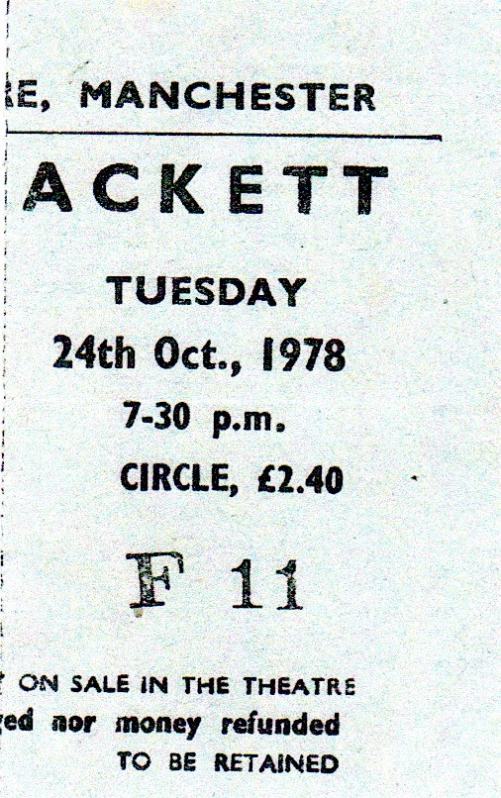 RE, MANCHESTER
ACKETT
TUESDAY
24th Oct., 1978
7-30 p.m.
CIRCLE, £2.40
F 11
ON SALE IN THE THEATRE
ed nor money refunded
TO BE RETAINED